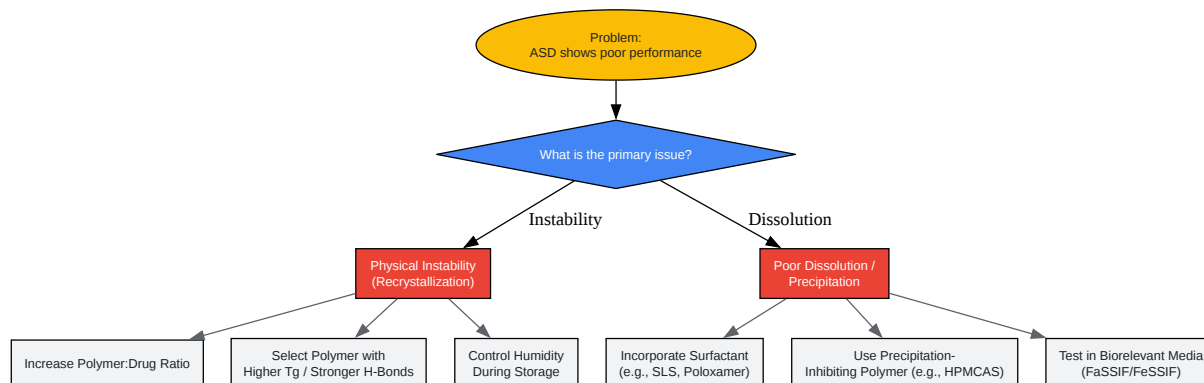 Problem:
ASD shows poor performance
What is the primary issue?
Instability
Dissolution
Physical Instability
(Recrystallization)
Poor Dissolution /
Precipitation
Increase Polymer:Drug Ratio
Select Polymer with
Higher Tg / Stronger H-Bonds
Control Humidity
During Storage
Incorporate Surfactant
(e.g., SLS, Poloxamer)
Use Precipitation-
Inhibiting Polymer (e.g., HPMCAS)
Test in Biorelevant Media
(FaSSIF/FeSSIF)